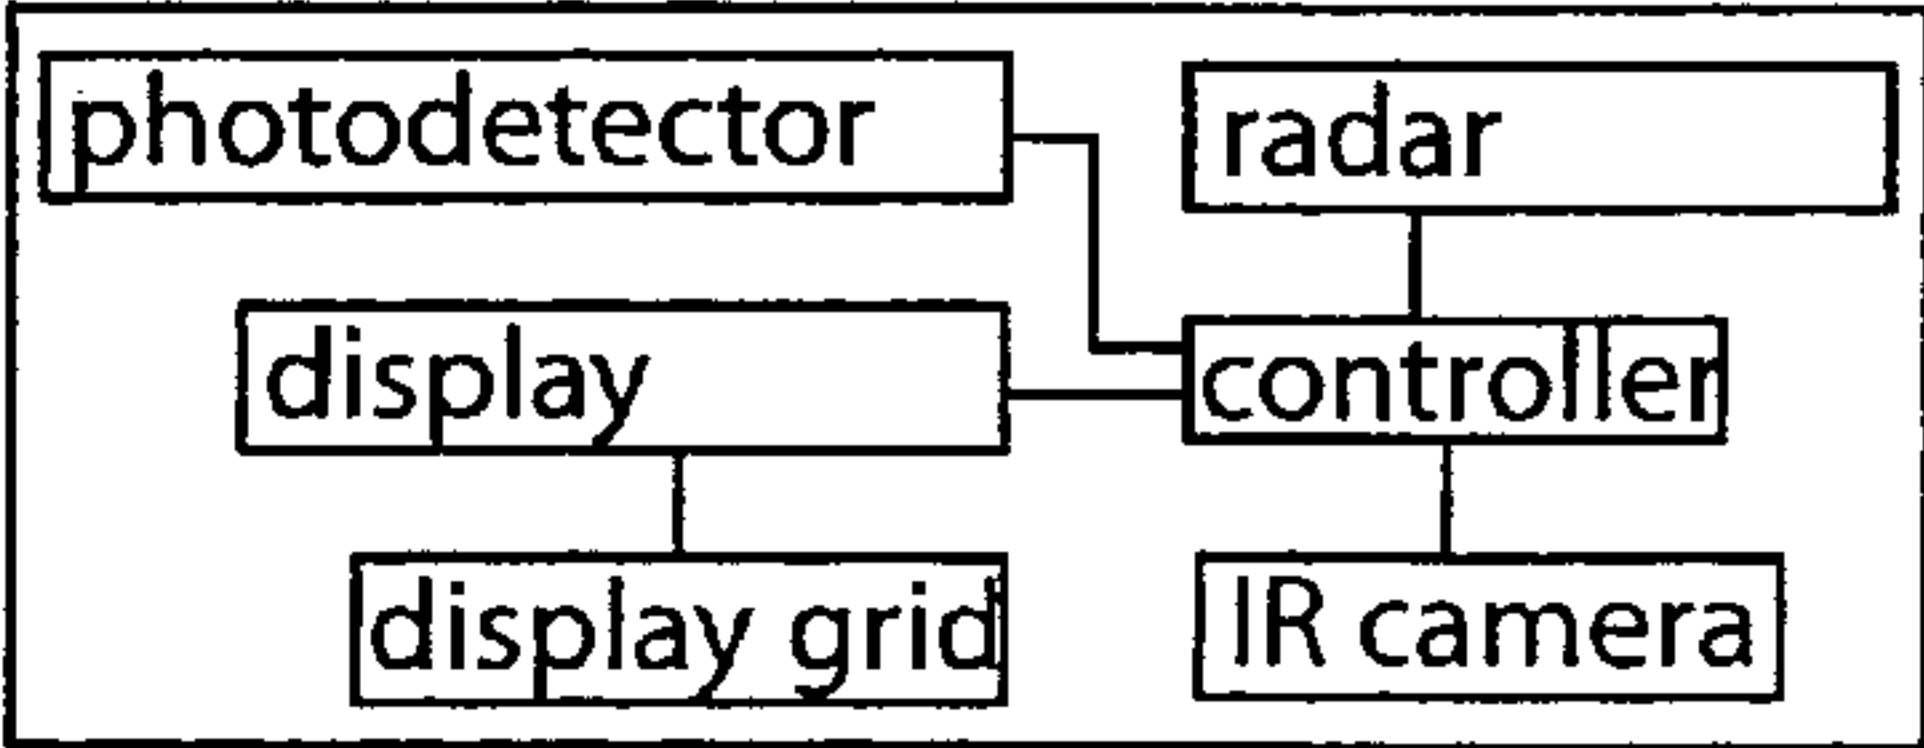 photodetector
radar
display
controller
display grid
IR camera